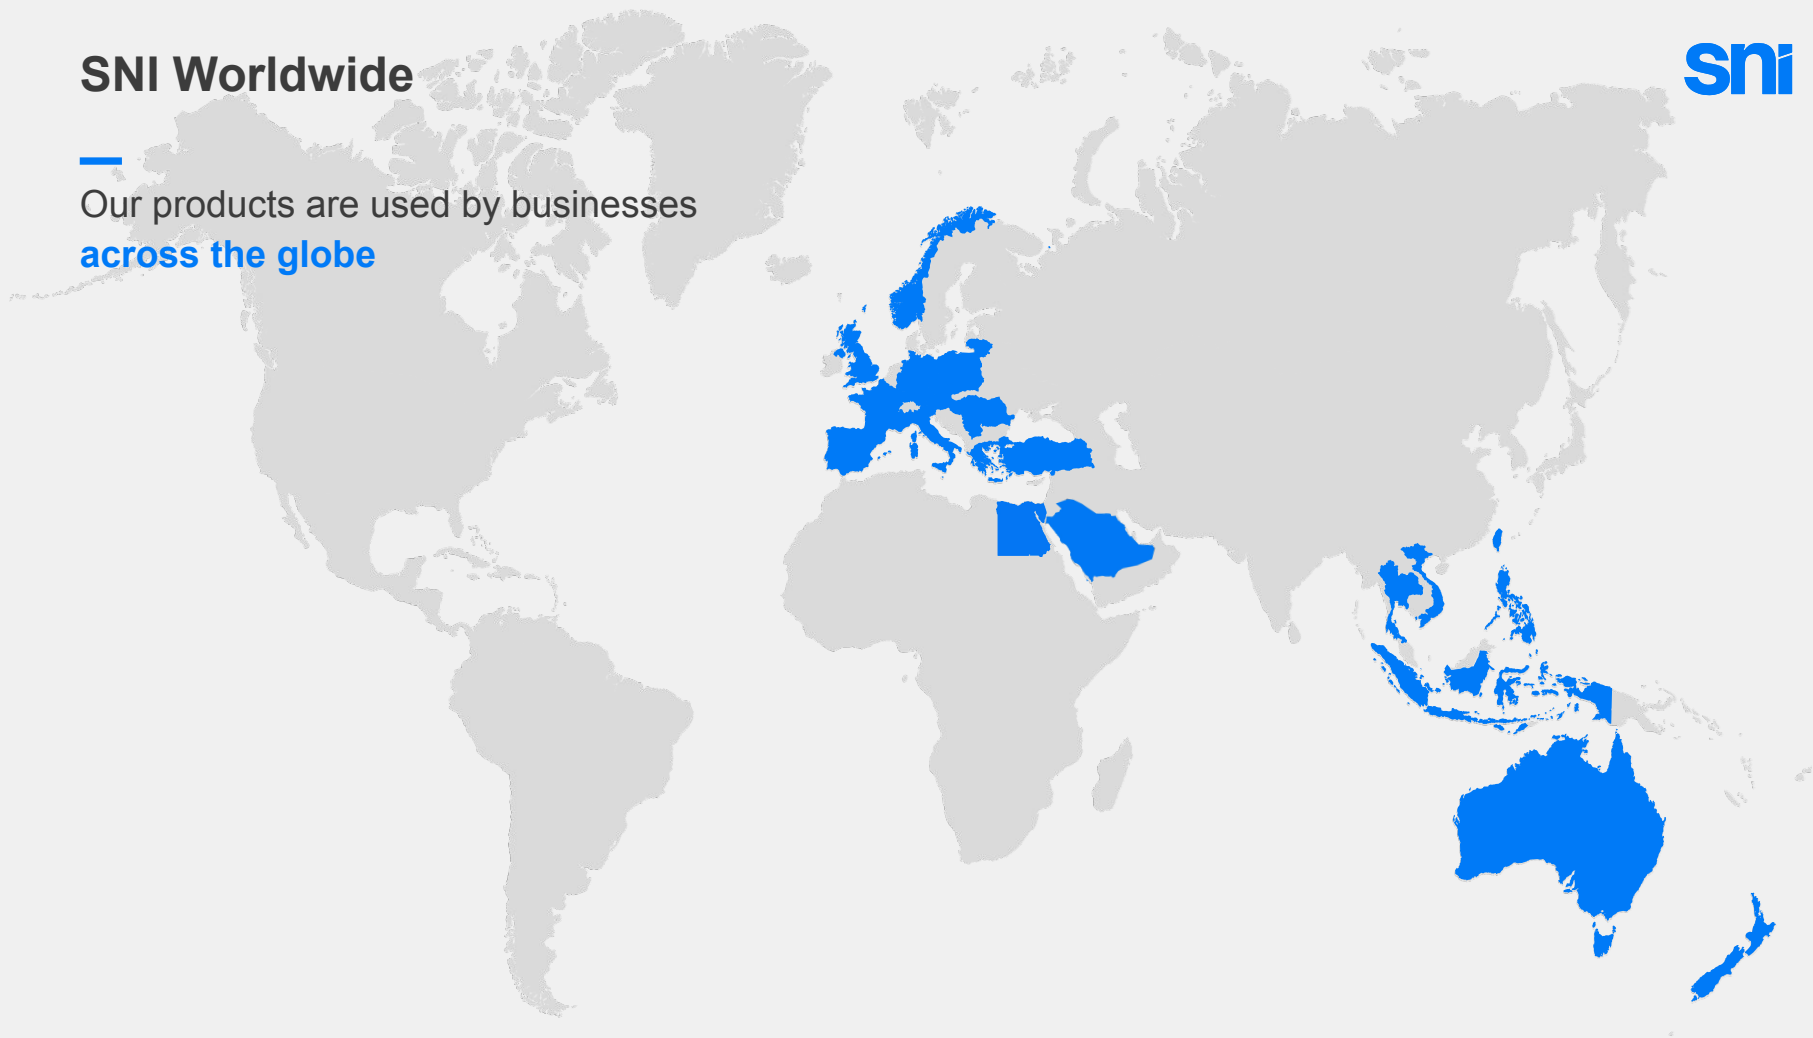 SNI Worldwide
sni
Our products are used by businesses
across the globe